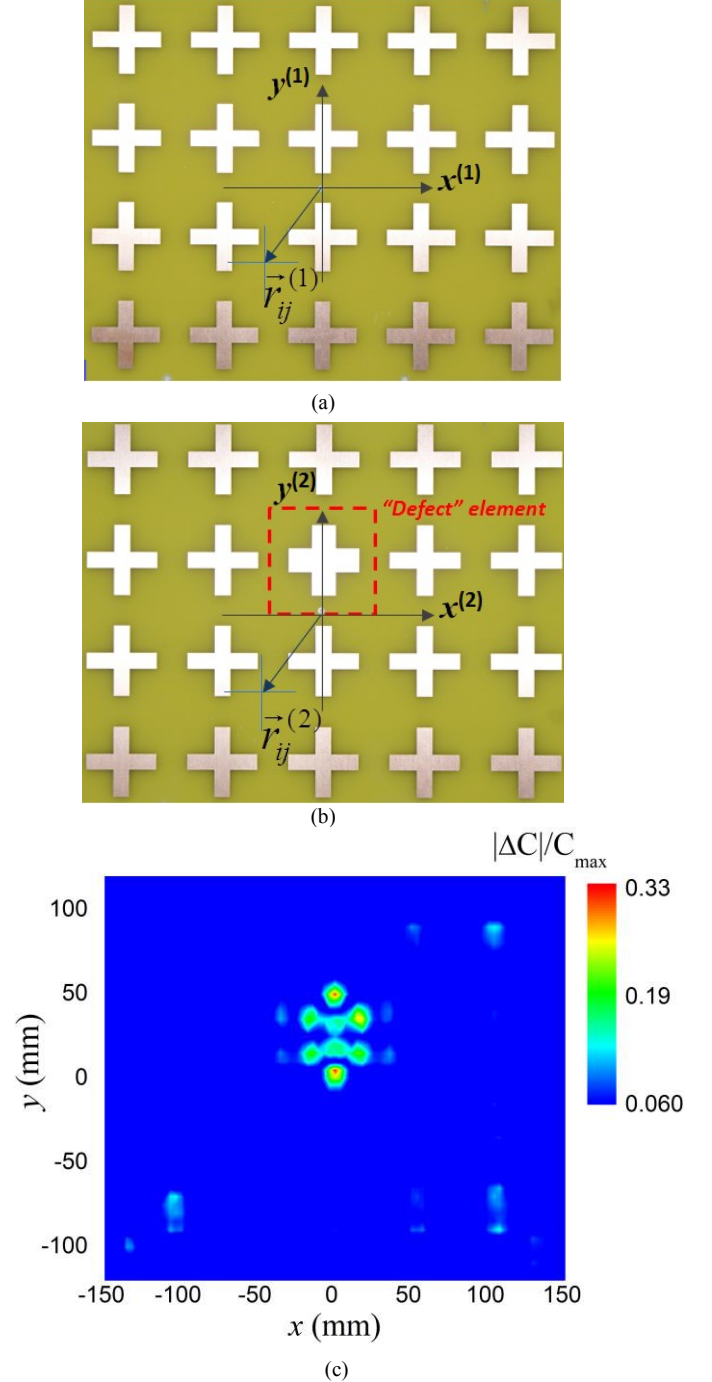 y(1)
x(1)
r⃗ij(1)
(a)
y(2)
"Defect" element
x(2)
r⃗ij(2)
(b)
|ΔC|/Cmax
100
50
0
-50
-100
y (mm)
0.33
0.19
0.060
-150 -100 -50 0 50 100 150
x (mm)
(c)